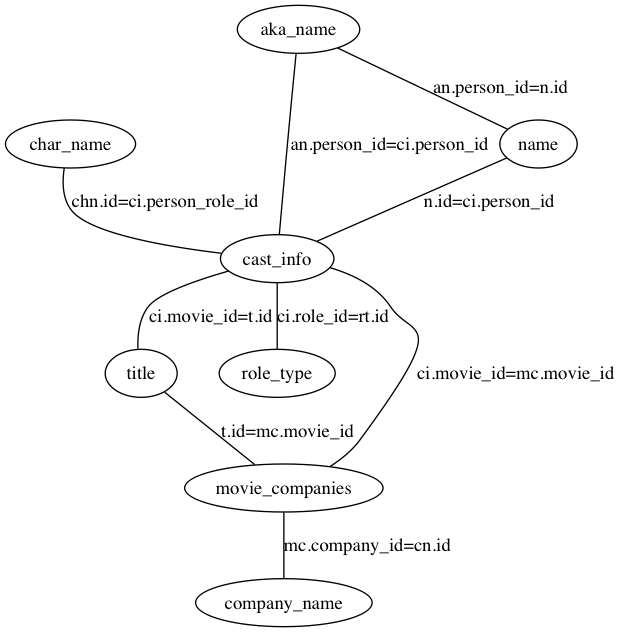 aka_name
an.person_id=n.id
char_name
an.person_id=ci.person_id
name
chn.id=ci.person_role_id
n.id=ci.person_id
cast_info
ci.movie_id=t.id
ci.role_id=rt.id
title
role_type
ci.movie_id=mc.movie_id
t.id=mc.movie_id
movie_companies
mc.company_id=cn.id
company_name